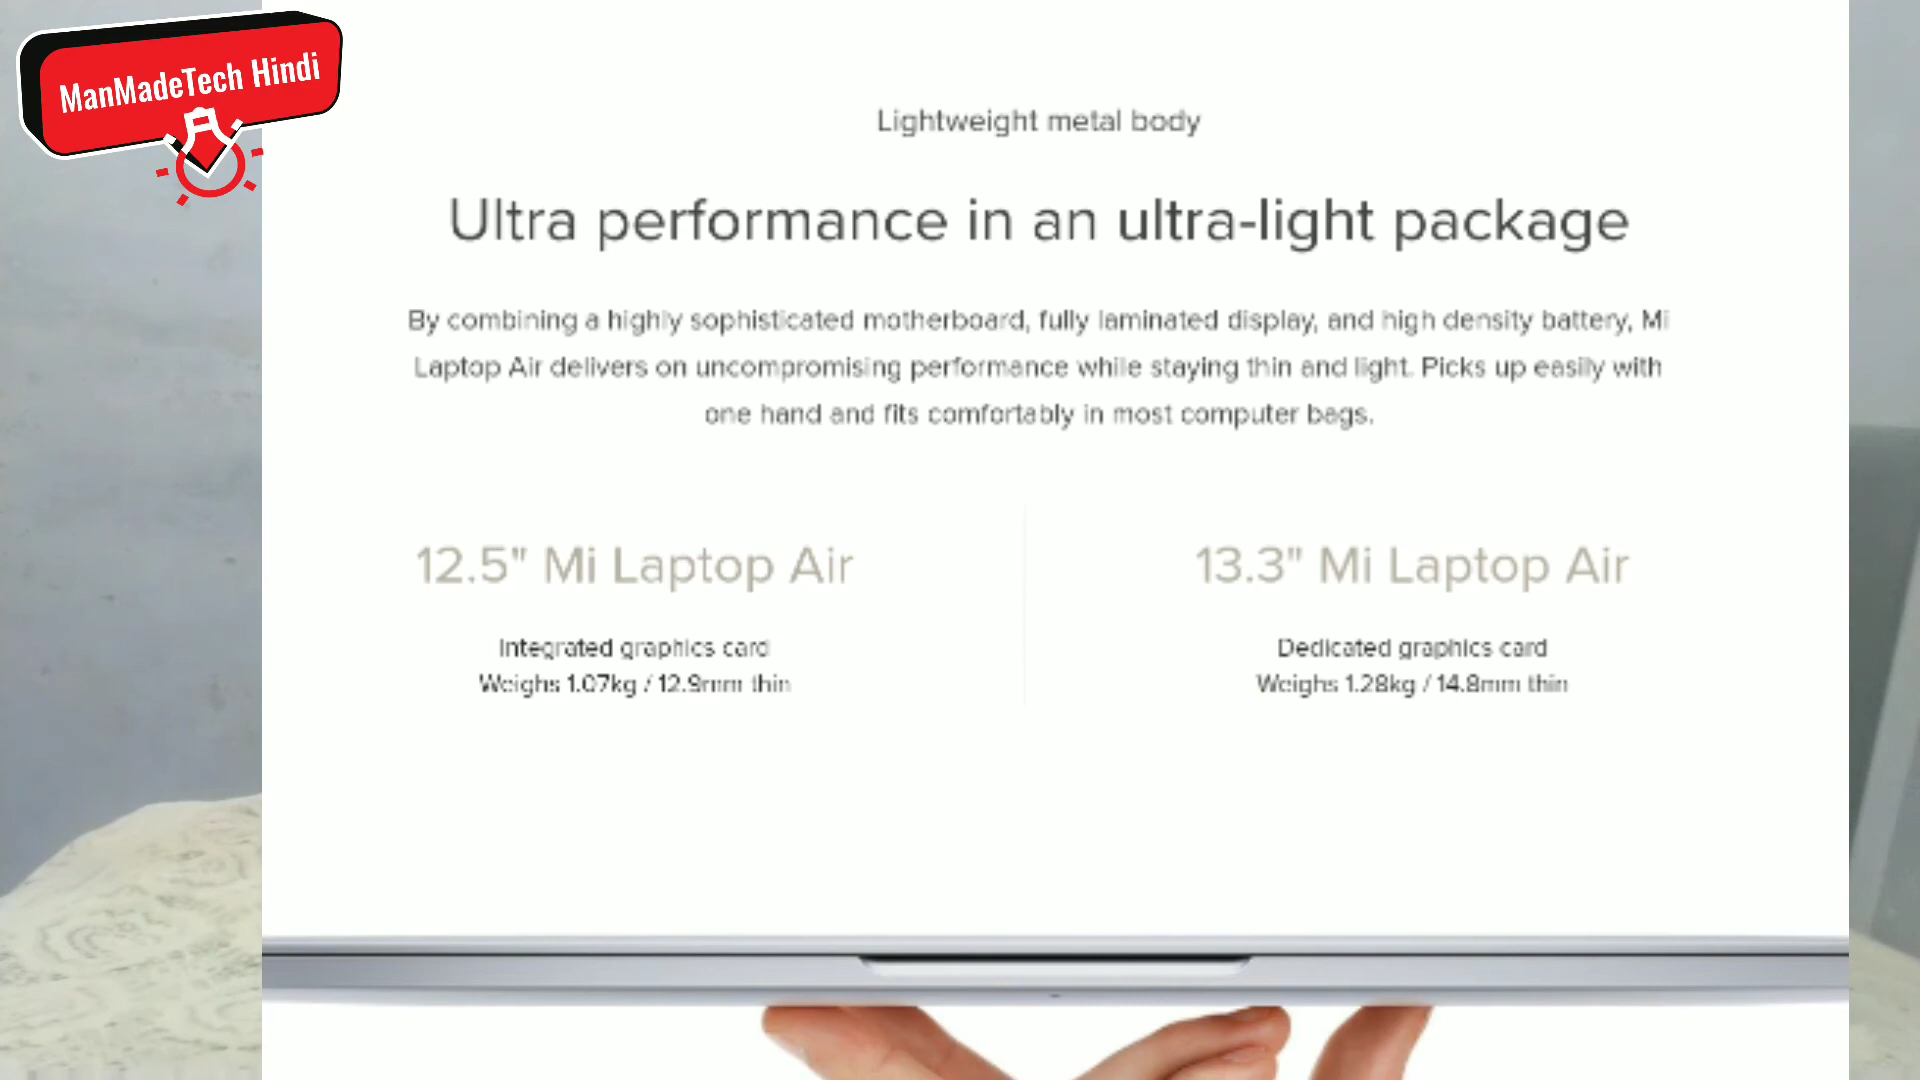 ManMadeTech Hindi
Lightweight metal body
Ultra performance in an ultra-light package
By combining a highly sophisticated motherboard, fully laminated display, and high density battery, Mi
Laptop Air delivers on uncompromising performance while staying thin and light. Picks up easily with
one hand and fits comfortably in most computer bags.
12.5" Mi Laptop Air
Integrated graphics card
Weighs 1.07kg / 12.9mm thin
13.3" Mi Laptop Air
Dedicated graphics card
Weighs 1.28kg / 14.8mm thin